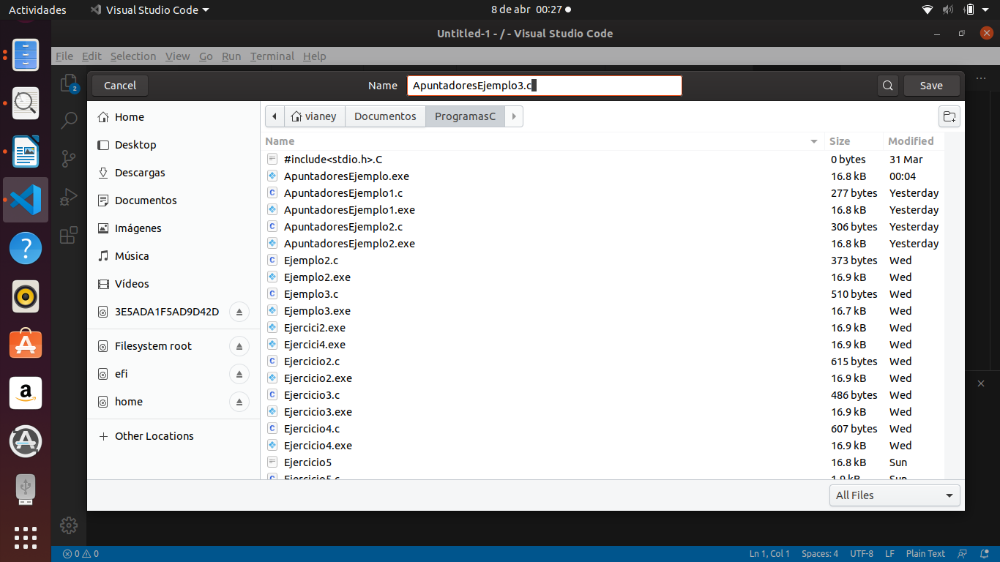 Actividades Visual Studio Code 8 de abr 00:27
Untitled-1 - / - Visual Studio Code
File Edit Selection View Go Run Terminal Help
2
Cancel Name ApuntadoresEjemplo3.c Save
Home
Desktop
Descargas
Documentos
Imágenes
Música
Vídeos
3E5ADA1F5AD9D42D
Filesystem root
efi
home
Other Locations
vianey Documentos ProgramasC
Name Size Modified
#include<stdio.h>.C 0 bytes 31 Mar
ApuntadoresEjemplo.exe 16.8 kB 00:04
ApuntadoresEjemplo1.c 277 bytes Yesterday
ApuntadoresEjemplo1.exe 16.8 kB Yesterday
ApuntadoresEjemplo2.c 306 bytes Yesterday
ApuntadoresEjemplo2.exe 16.8 kB Yesterday
Ejemplo2.c 373 bytes Wed
Ejemplo2.exe 16.9 kB Wed
Ejemplo3.c 510 bytes Wed
Ejemplo3.exe 16.7 kB Wed
Ejercici2.exe 16.9 kB Wed
Ejercici4.exe 16.9 kB Wed
Ejercicio2.c 615 bytes Wed
Ejercicio2.exe 16.9 kB Wed
Ejercicio3.c 486 bytes Wed
Ejercicio3.exe 16.9 kB Wed
Ejercicio4.c 607 bytes Wed
Ejercicio4.exe 16.9 kB Wed
Ejercicio5 16.8 kB Sun
Ejercicio5.c 1.9 kB Sun
All Files
0 0 Ln 1, Col 1 Spaces: 4 UTF-8 LF Plain Text